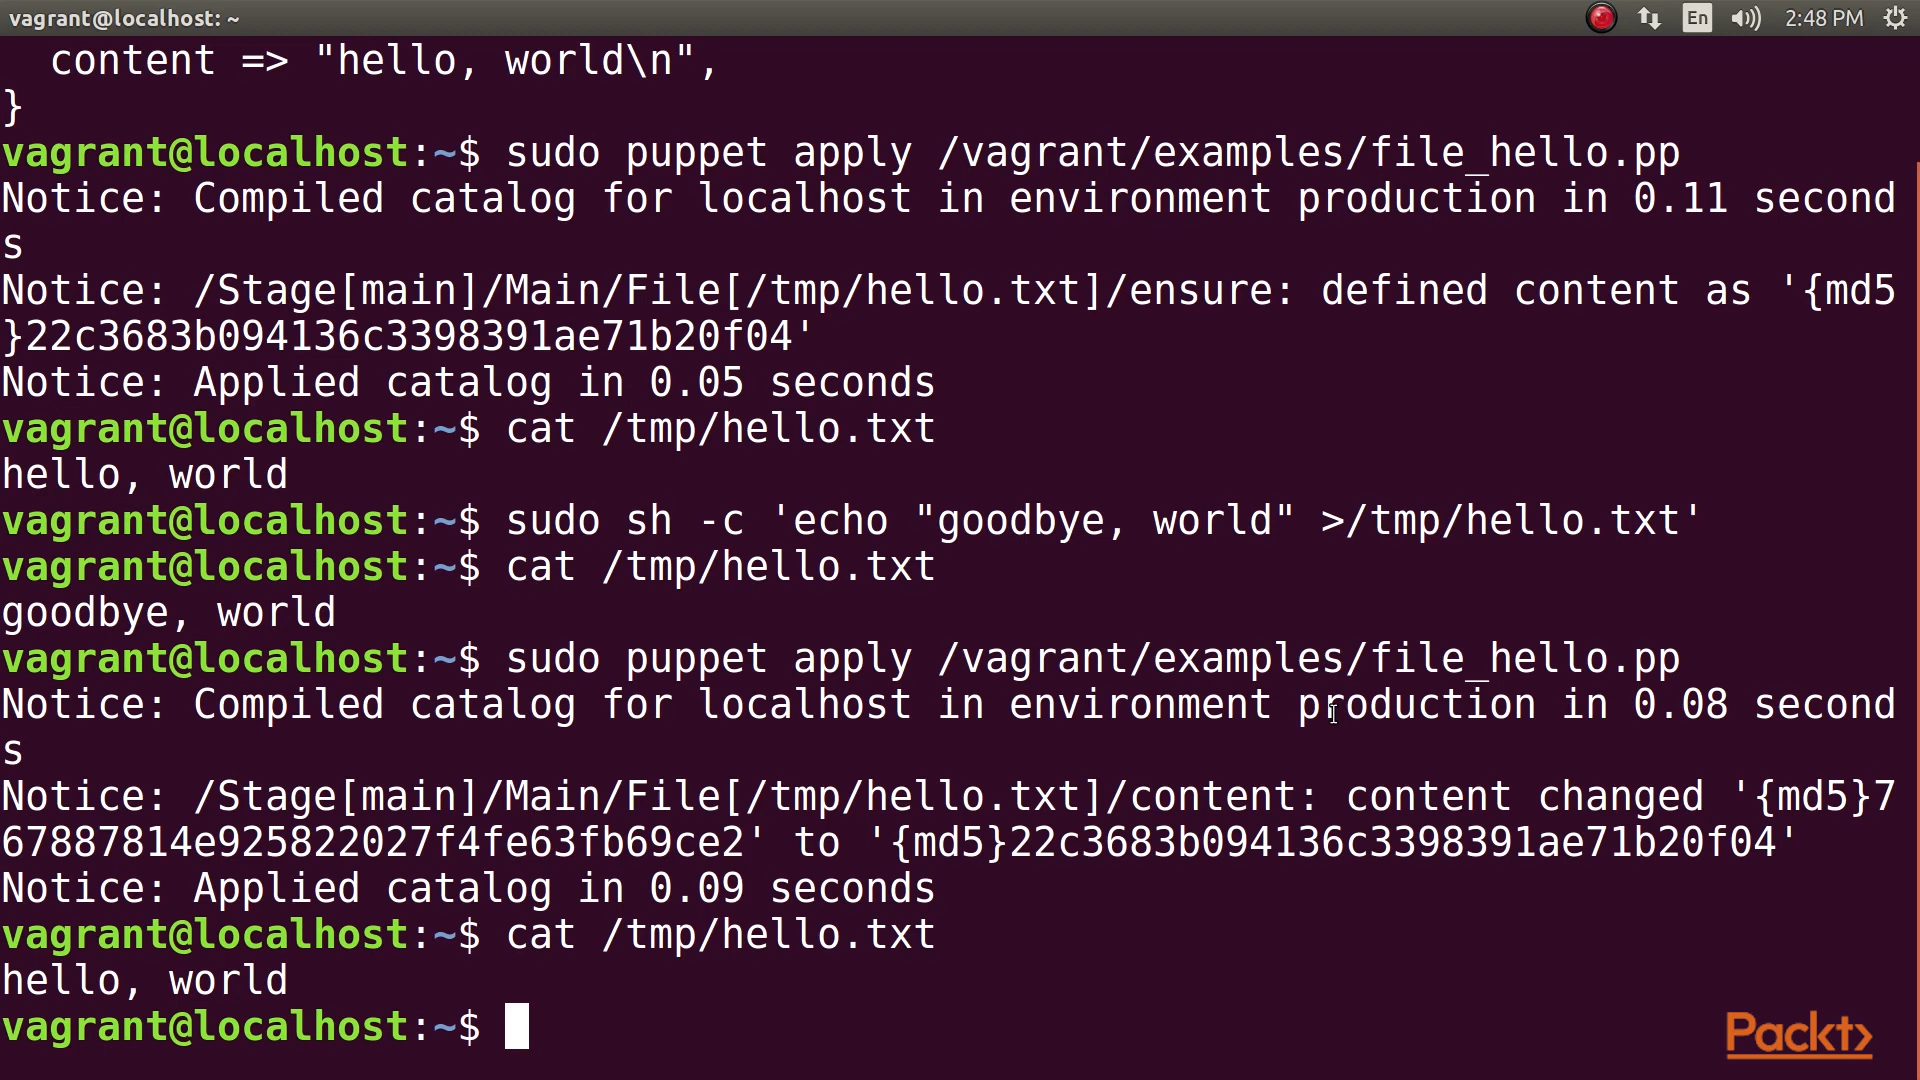 vagrant@localhost: ~
En
2:48 PM
  content => "hello, world\n",
}
vagrant@localhost:~$ sudo puppet apply /vagrant/examples/file_hello.pp
Notice: Compiled catalog for localhost in environment production in 0.11 second
s
Notice: /Stage[main]/Main/File[/tmp/hello.txt]/ensure: defined content as '{md5
}22c3683b094136c3398391ae71b20f04'
Notice: Applied catalog in 0.05 seconds
vagrant@localhost:~$ cat /tmp/hello.txt
hello, world
vagrant@localhost:~$ sudo sh -c 'echo "goodbye, world" >/tmp/hello.txt'
vagrant@localhost:~$ cat /tmp/hello.txt
goodbye, world
vagrant@localhost:~$ sudo puppet apply /vagrant/examples/file_hello.pp
Notice: Compiled catalog for localhost in environment production in 0.08 second
s
Notice: /Stage[main]/Main/File[/tmp/hello.txt]/content: content changed '{md5}7
67887814e925822027f4fe63fb69ce2' to '{md5}22c3683b094136c3398391ae71b20f04'
Notice: Applied catalog in 0.09 seconds
vagrant@localhost:~$ cat /tmp/hello.txt
hello, world
vagrant@localhost:~$
Packt>